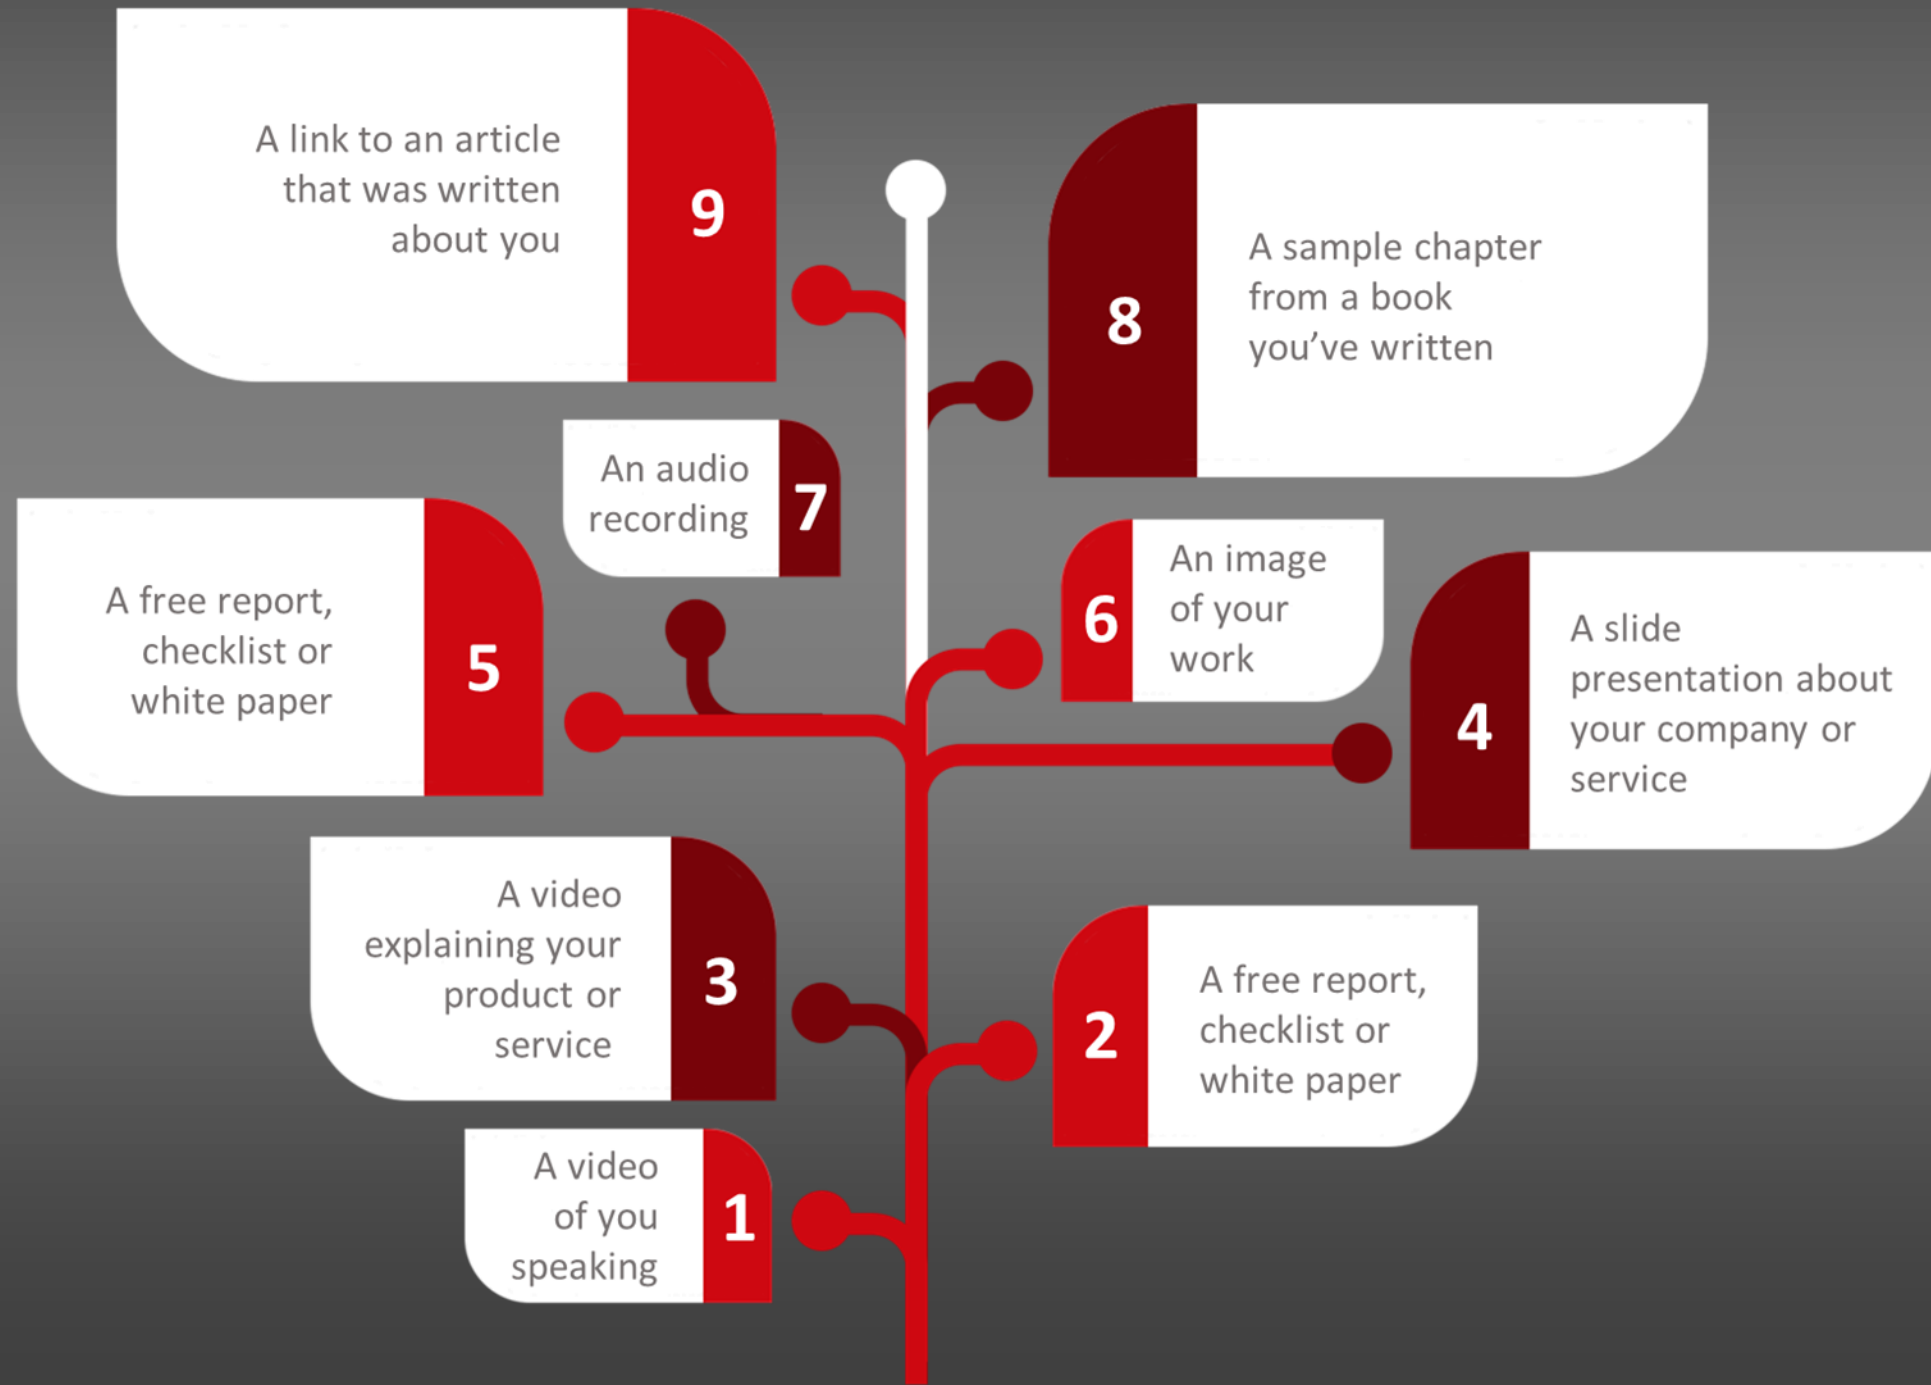 A link to an article
that was written
about you
9
8
A sample chapter
from a book
you’ve written
An audio
recording
7
A free report,
checklist or
white paper
5
6
An image
of your
work
4
A slide
presentation about
your company or
service
A video
explaining your
product or
service
3
2
A free report,
checklist or
white paper
A video
of you
speaking
1